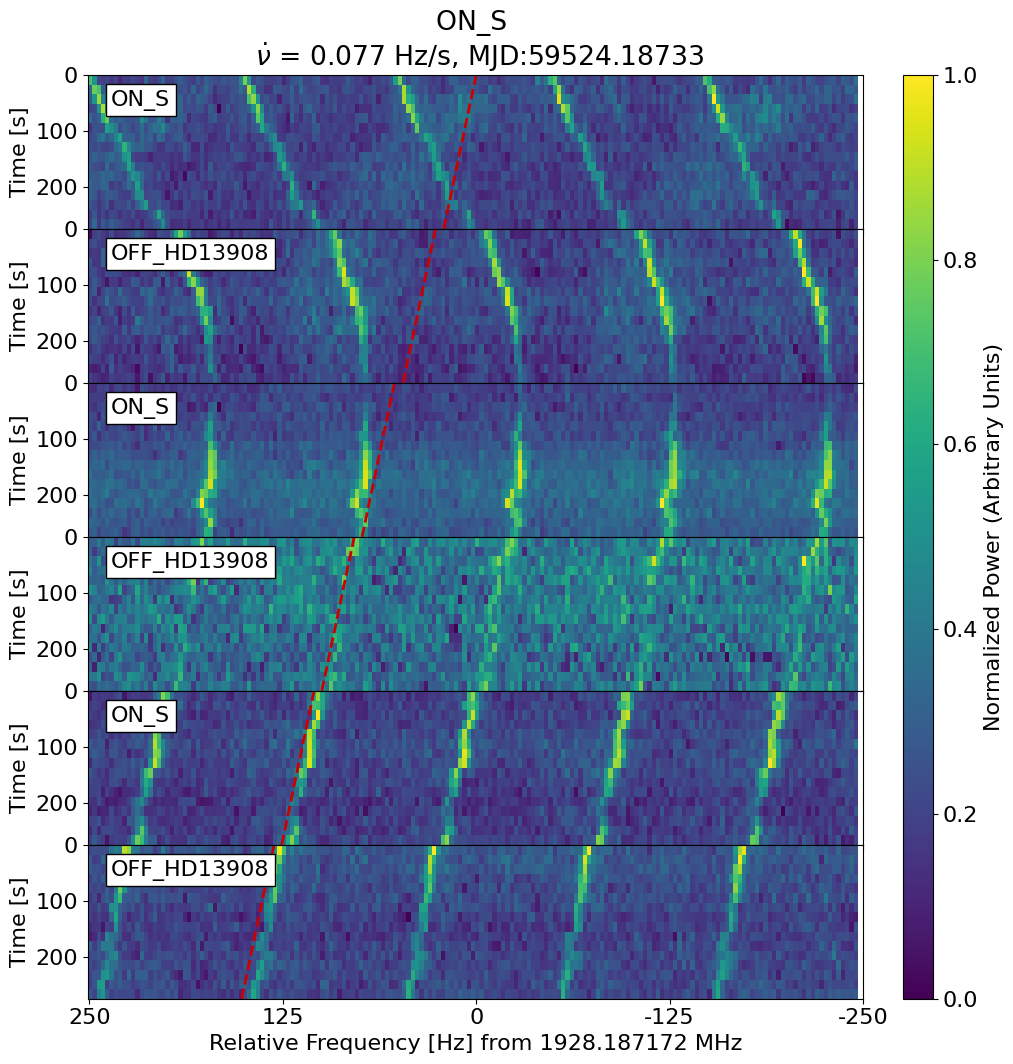 ON_S
ν̇ = 0.077 Hz/s, MJD:59524.18733
0
100
200
Time [s]
ON_S
0
100
200
Time [s]
OFF_HD13908
0
100
200
Time [s]
ON_S
0
100
200
Time [s]
OFF_HD13908
0
100
200
Time [s]
ON_S
0
100
200
Time [s]
OFF_HD13908
250 125 0 -125 -250
Relative Frequency [Hz] from 1928.187172 MHz
1.0
0.8
0.6
0.4
0.2
0.0
Normalized Power (Arbitrary Units)